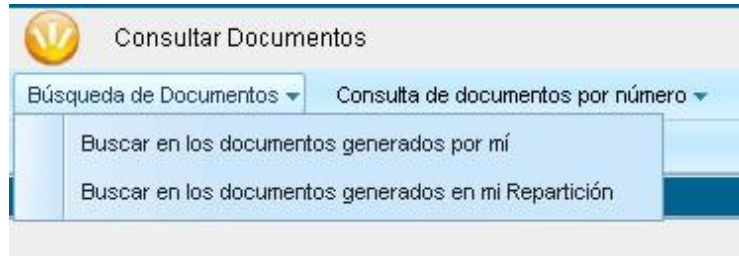 Consultar Documentos
Búsqueda de Documentos Consulta de documentos por número
Buscar en los documentos generados por mí
Buscar en los documentos generados en mi Repartición